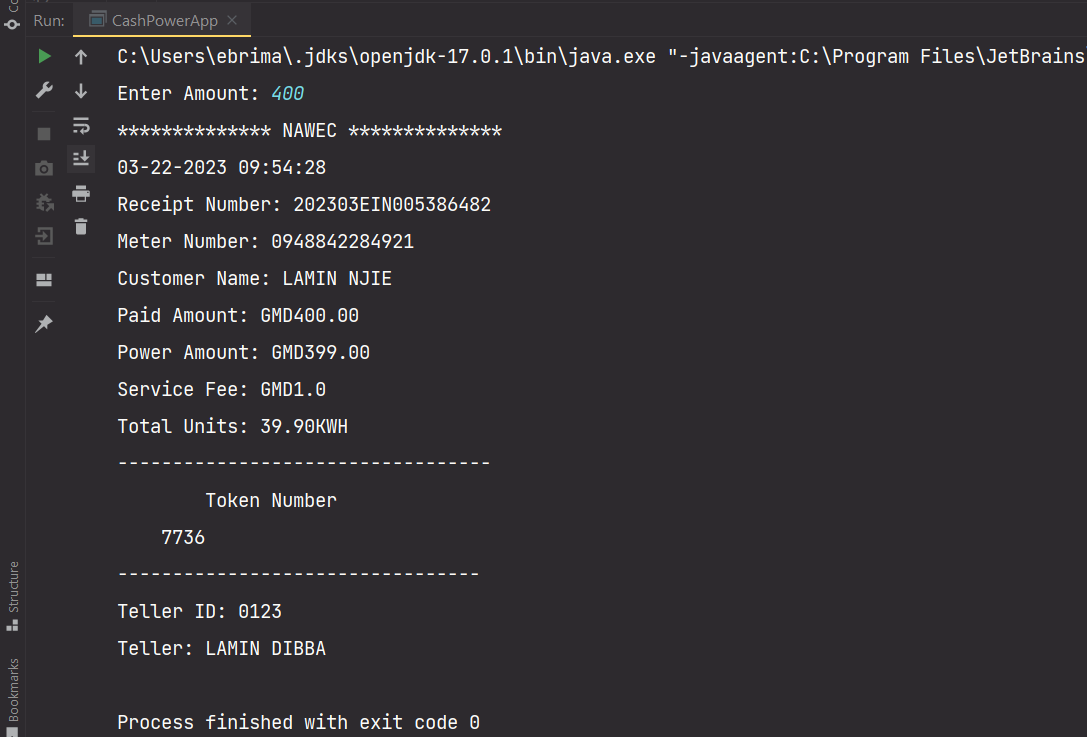 Run: CashPowerApp
C:\Users\ebrima\.jdks\openjdk-17.0.1\bin\java.exe "-javaagent:C:\Program Files\JetBrains
Enter Amount: 400
************** NAWEC **************
03-22-2023 09:54:28
Receipt Number: 202303EIN005386482
Meter Number: 0948842284921
Customer Name: LAMIN NJIE
Paid Amount: GMD400.00
Power Amount: GMD399.00
Service Fee: GMD1.0
Total Units: 39.90KWH
----------------------------------
Token Number
7736
---------------------------------
Teller ID: 0123
Teller: LAMIN DIBBA
Process finished with exit code 0
Structure
Bookmarks